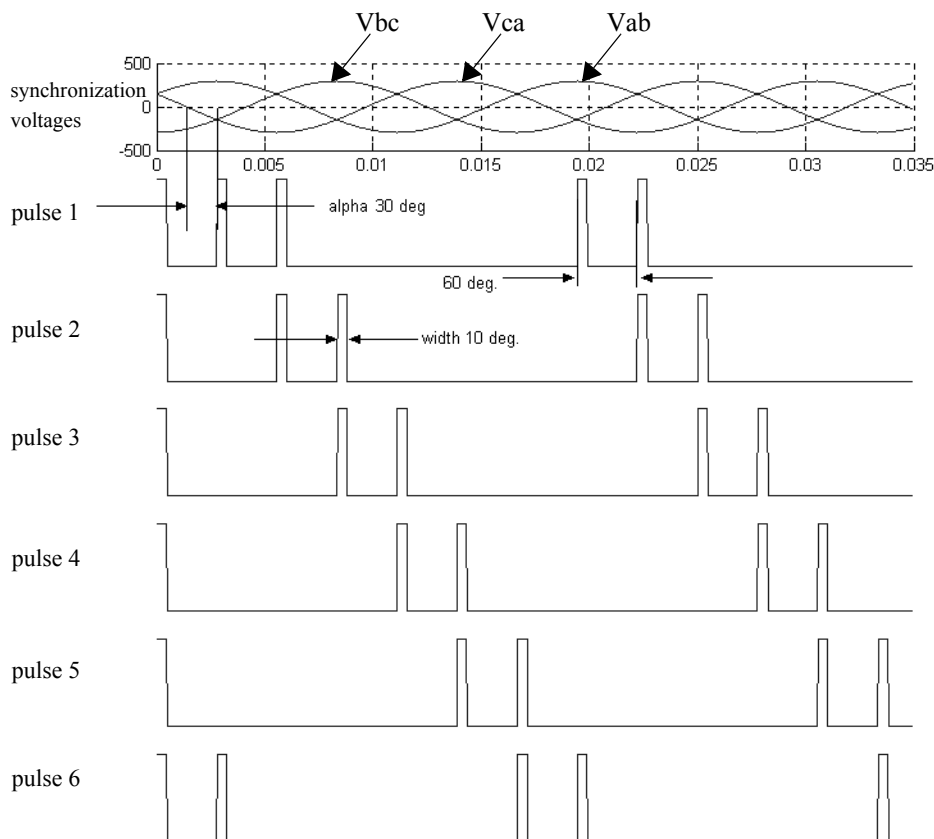 Vbc Vca Vab
500
synchronization
voltages
0
-500
0 0.005 0.01 0.015 0.02 0.025 0.03 0.035
pulse 1
alpha 30 deg
60 deg.
pulse 2
width 10 deg.
pulse 3
pulse 4
pulse 5
pulse 6